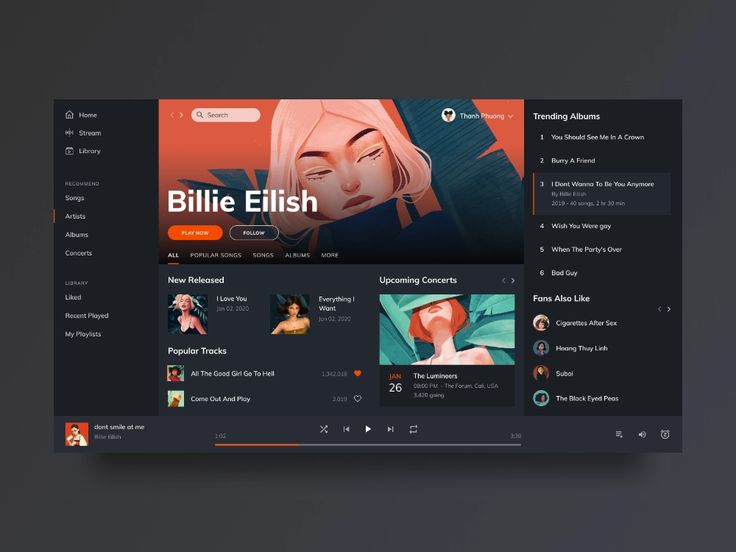 Home
Stream
Library
RECOMMEND
Songs
Artists
Albums
Concerts
LIBRARY
Liked
Recent Played
My Playlists
Search
Thanh Phuong
Billie Eilish
PLAY NOW
FOLLOW
ALL POPULAR SONGS SONGS ALBUMS MORE
New Released
I Love You
Jan 02, 2020
Everything I
Want
Jan 02, 2020
Popular Tracks
All The Good Girl Go To Hell
1,342,019
Come Out And Play
2,019
Upcoming Concerts
JAN
26
The Lumineers
08:00 PM - The Forum, Cali, USA
3,420 going
Trending Albums
1 You Should See Me In A Crown
2 Burry A Friend
3 I Dont Wanna To Be You Anymore
By Billie Eilish
2019 - 40 songs, 2 hr 30 min
4 Wish You Were gay
5 When The Party's Over
6 Bad Guy
Fans Also Like
Cigarettes After Sex
Hoang Thuy Linh
Suboi
The Black Eyed Peas
dont smile at me
Billie Eilish
1:02
3:38